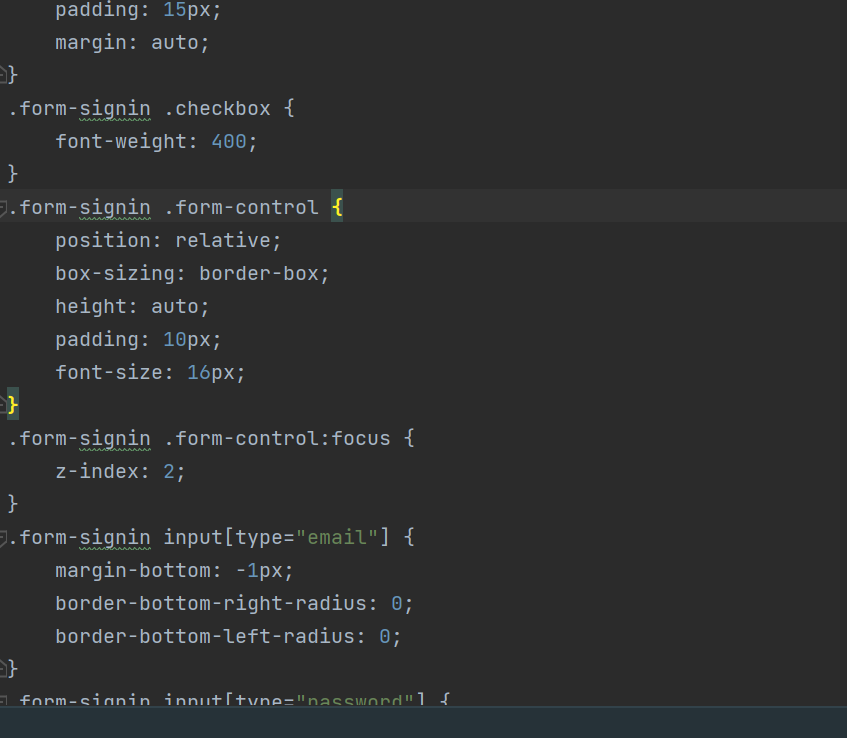 padding: 15px;
margin: auto;
}
.form-signin .checkbox {
font-weight: 400;
}
.form-signin .form-control {
position: relative;
box-sizing: border-box;
height: auto;
padding: 10px;
font-size: 16px;
}
.form-signin .form-control:focus {
z-index: 2;
}
.form-signin input[type="email"] {
margin-bottom: -1px;
border-bottom-right-radius: 0;
border-bottom-left-radius: 0;
}
.form-signin input[type="password"] {